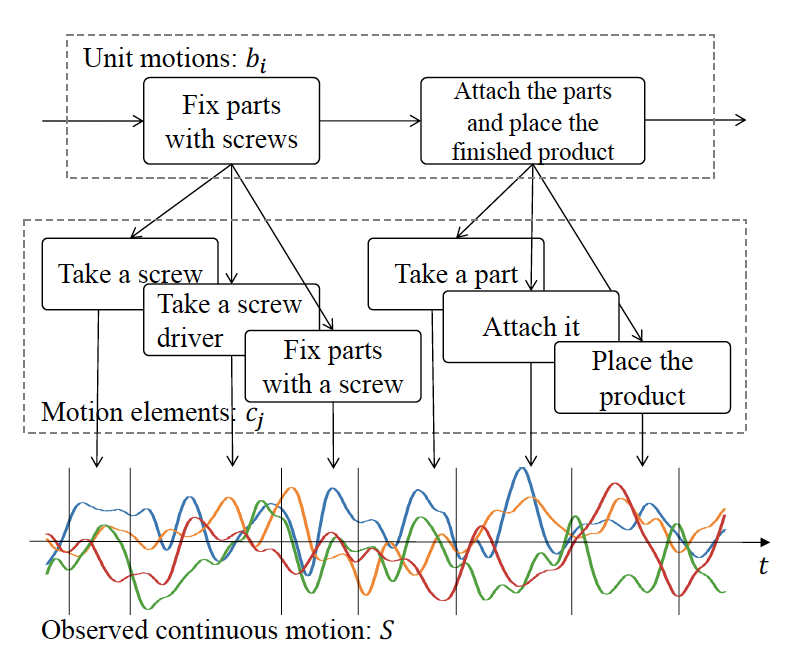 Unit motions: b_i
Fix parts
with screws
Attach the parts
and place the
finished product
Take a screw
Take a screw
driver
Fix parts
with a screw
Take a part
Attach it
Place the
product
Motion elements: c_j
t
Observed continuous motion: S